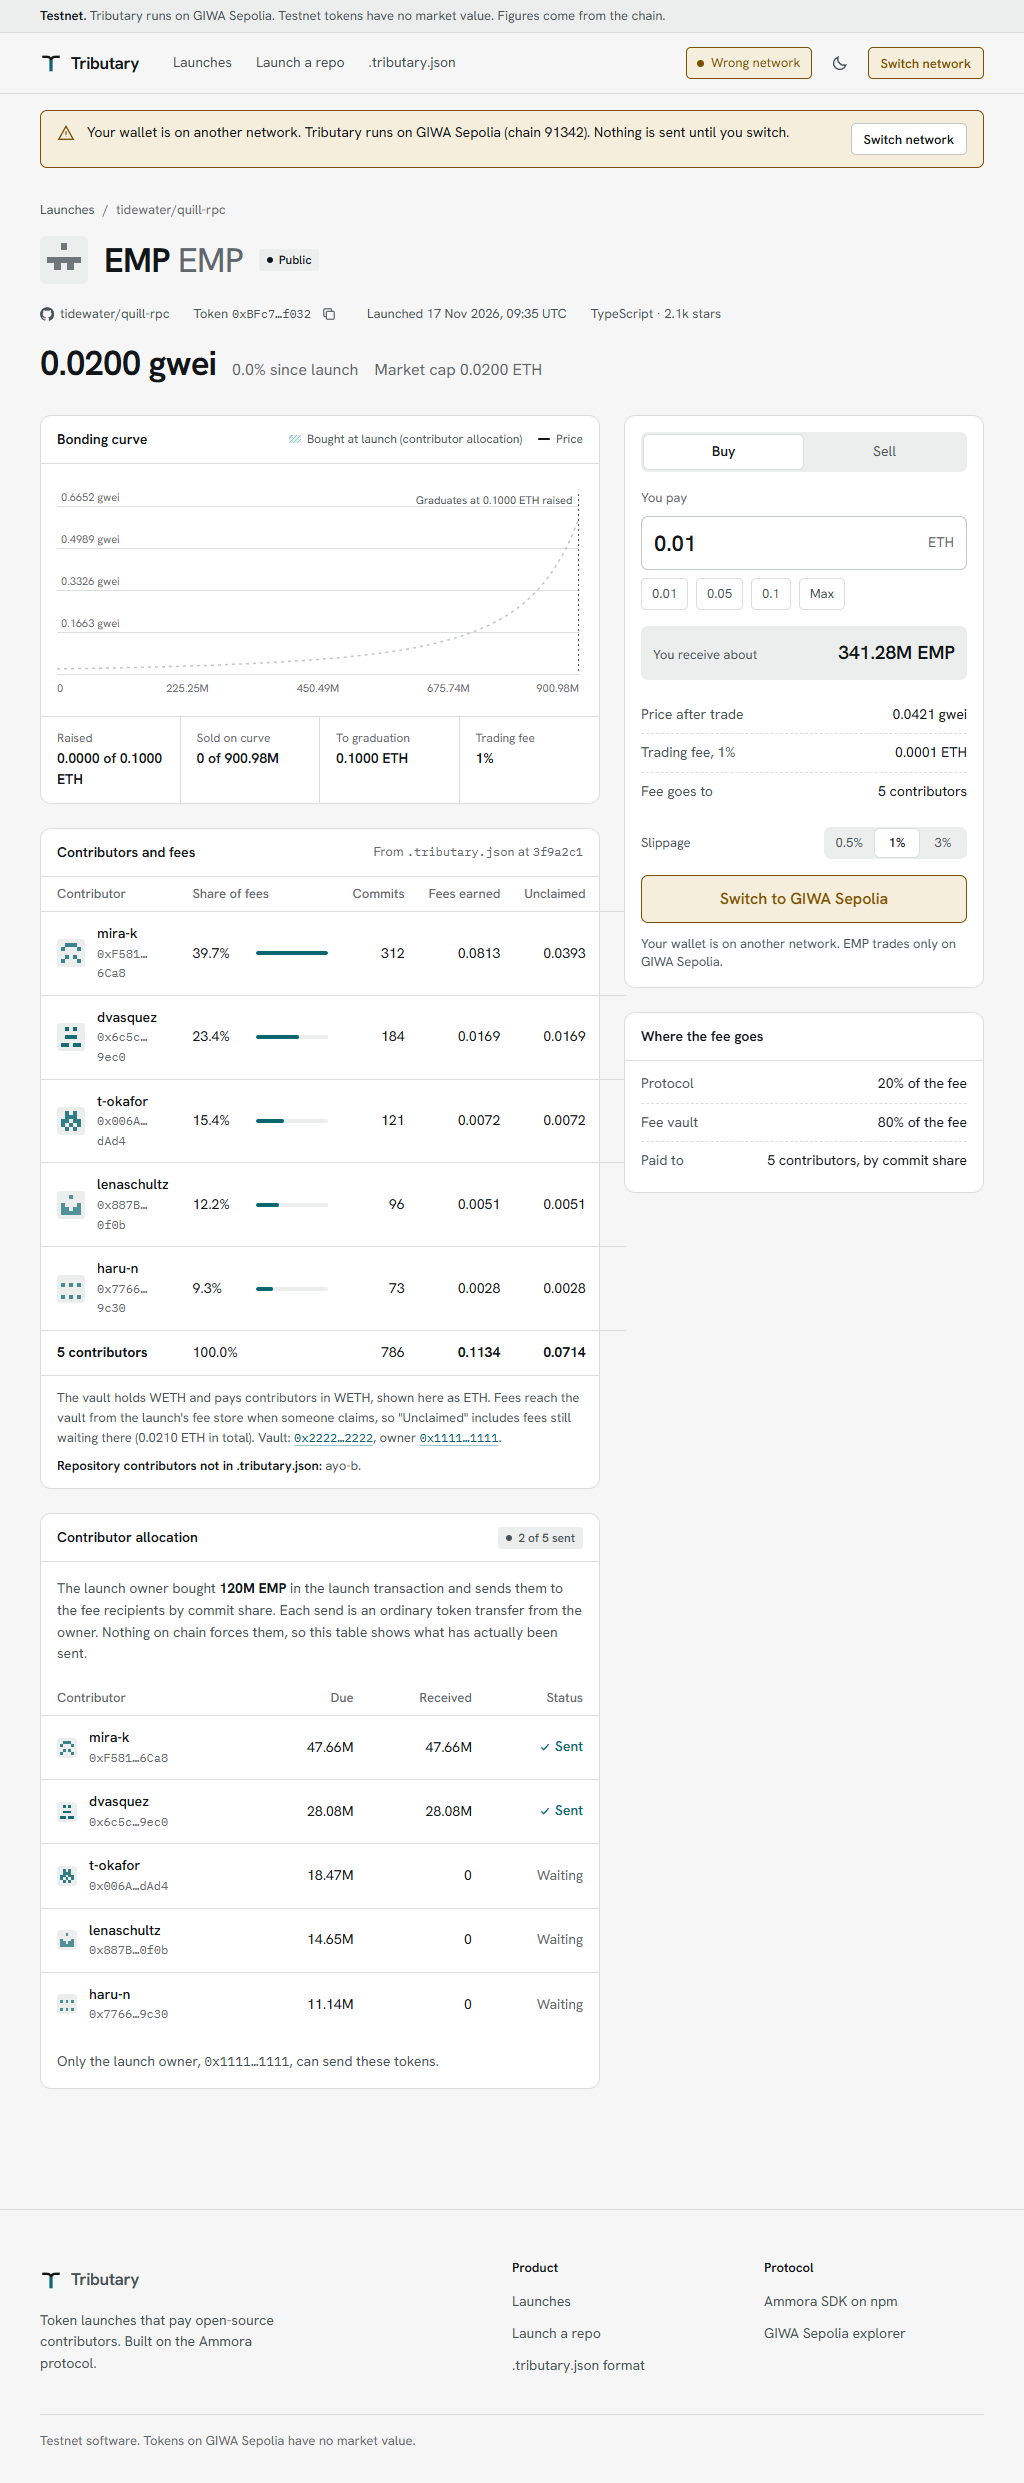 Testnet. Tributary runs on GIWA Sepolia. Testnet tokens have no market value. Figures come from the chain.
Tributary
Launches
Launch a repo
.tributary.json
Wrong network
Switch network
Your wallet is on another network. Tributary runs on GIWA Sepolia (chain 91342). Nothing is sent until you switch.
Switch network
Launches / tidewater/quill-rpc
EMP EMP
Public
tidewater/quill-rpc
Token 0xBFc7…f032
Launched 17 Nov 2026, 09:35 UTC
TypeScript · 2.1k stars
0.0200 gwei
0.0% since launch
Market cap 0.0200 ETH
Bonding curve
Bought at launch (contributor allocation)
Price
0.6652 gwei
Graduates at 0.1000 ETH raised
0.4989 gwei
0.3326 gwei
0.1663 gwei
0
225.25M
450.49M
675.74M
900.98M
Raised
0.0000 of 0.1000
ETH
Sold on curve
0 of 900.98M
To graduation
0.1000 ETH
Trading fee
1%
Buy
Sell
You pay
0.01
ETH
0.01
0.05
0.1
Max
You receive about
341.28M EMP
Price after trade
0.0421 gwei
Trading fee, 1%
0.0001 ETH
Fee goes to
5 contributors
Slippage
0.5%
1%
3%
Switch to GIWA Sepolia
Your wallet is on another network. EMP trades only on
GIWA Sepolia.
Where the fee goes
Protocol
20% of the fee
Fee vault
80% of the fee
Paid to
5 contributors, by commit share
Contributors and fees
From .tributary.json at 3f9a2c1
Contributor
Share of fees
Commits
Fees earned
Unclaimed
mira-k
0xF581…
6Ca8
39.7%
312
0.0813
0.0393
dvasquez
0x6c5c…
9ec0
23.4%
184
0.0169
0.0169
t-okafor
0x006A…
dAd4
15.4%
121
0.0072
0.0072
lenaschultz
0x887B…
0f0b
12.2%
96
0.0051
0.0051
haru-n
0x7766…
9c30
9.3%
73
0.0028
0.0028
5 contributors
100.0%
786
0.1134
0.0714
The vault holds WETH and pays contributors in WETH, shown here as ETH. Fees reach the
vault from the launch's fee store when someone claims, so "Unclaimed" includes fees still
waiting there (0.0210 ETH in total). Vault: 0x2222…2222, owner 0x1111…1111.
Repository contributors not in .tributary.json: ayo-b.
Contributor allocation
2 of 5 sent
The launch owner bought 120M EMP in the launch transaction and sends them to
the fee recipients by commit share. Each send is an ordinary token transfer from the
owner. Nothing on chain forces them, so this table shows what has actually been
sent.
Contributor
Due
Received
Status
mira-k
0xF581…6Ca8
47.66M
47.66M
Sent
dvasquez
0x6c5c…9ec0
28.08M
28.08M
Sent
t-okafor
0x006A…dAd4
18.47M
0
Waiting
lenaschultz
0x887B…0f0b
14.65M
0
Waiting
haru-n
0x7766…9c30
11.14M
0
Waiting
Only the launch owner, 0x1111…1111, can send these tokens.
Tributary
Token launches that pay open-source
contributors. Built on the Ammora
protocol.
Product
Launches
Launch a repo
.tributary.json format
Protocol
Ammora SDK on npm
GIWA Sepolia explorer
Testnet software. Tokens on GIWA Sepolia have no market value.